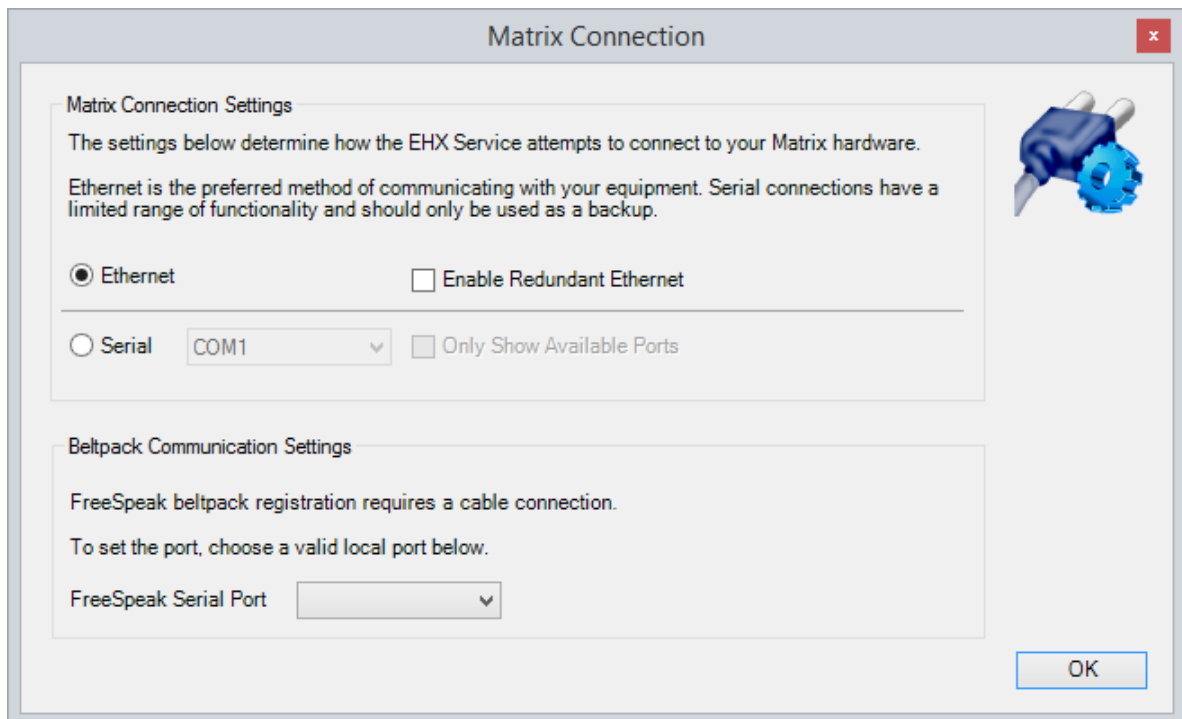 Matrix Connection
x
Matrix Connection Settings
The settings below determine how the EHX Service attempts to connect to your Matrix hardware.
Ethernet is the preferred method of communicating with your equipment. Serial connections have a
limited range of functionality and should only be used as a backup.
Ethernet Enable Redundant Ethernet
Serial COM1 Only Show Available Ports
Beltpack Communication Settings
FreeSpeak beltpack registration requires a cable connection.
To set the port, choose a valid local port below.
FreeSpeak Serial Port
OK